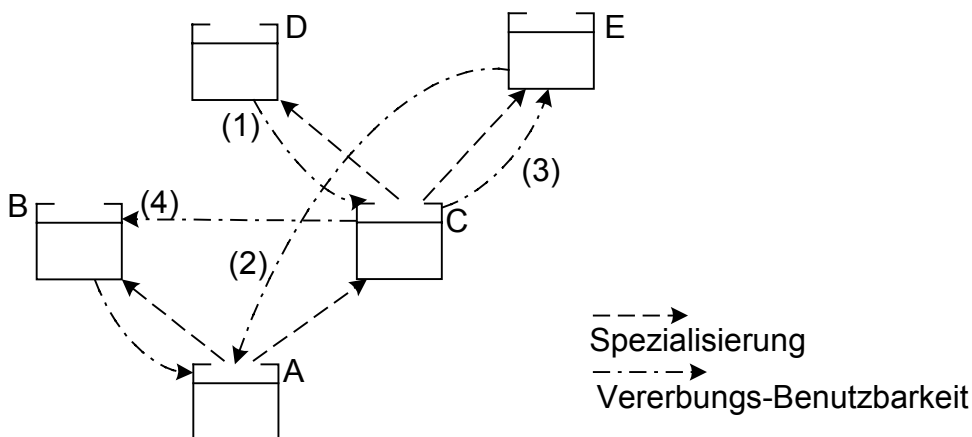 D
E
(1)
(3)
B
(4)
C
(2)
A
Spezialisierung
Vererbungs-Benutzbarkeit